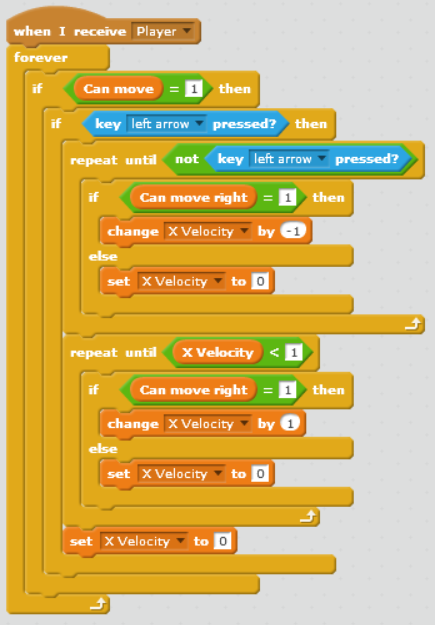 when I receive Player
forever
if Can move = 1 then
if key left arrow pressed? then
repeat until not key left arrow pressed?
if Can move right = 1 then
change X Velocity by -1
else
set X Velocity to 0
repeat until X Velocity < 1
if Can move right = 1 then
change X Velocity by 1
else
set X Velocity to 0
set X Velocity to 0